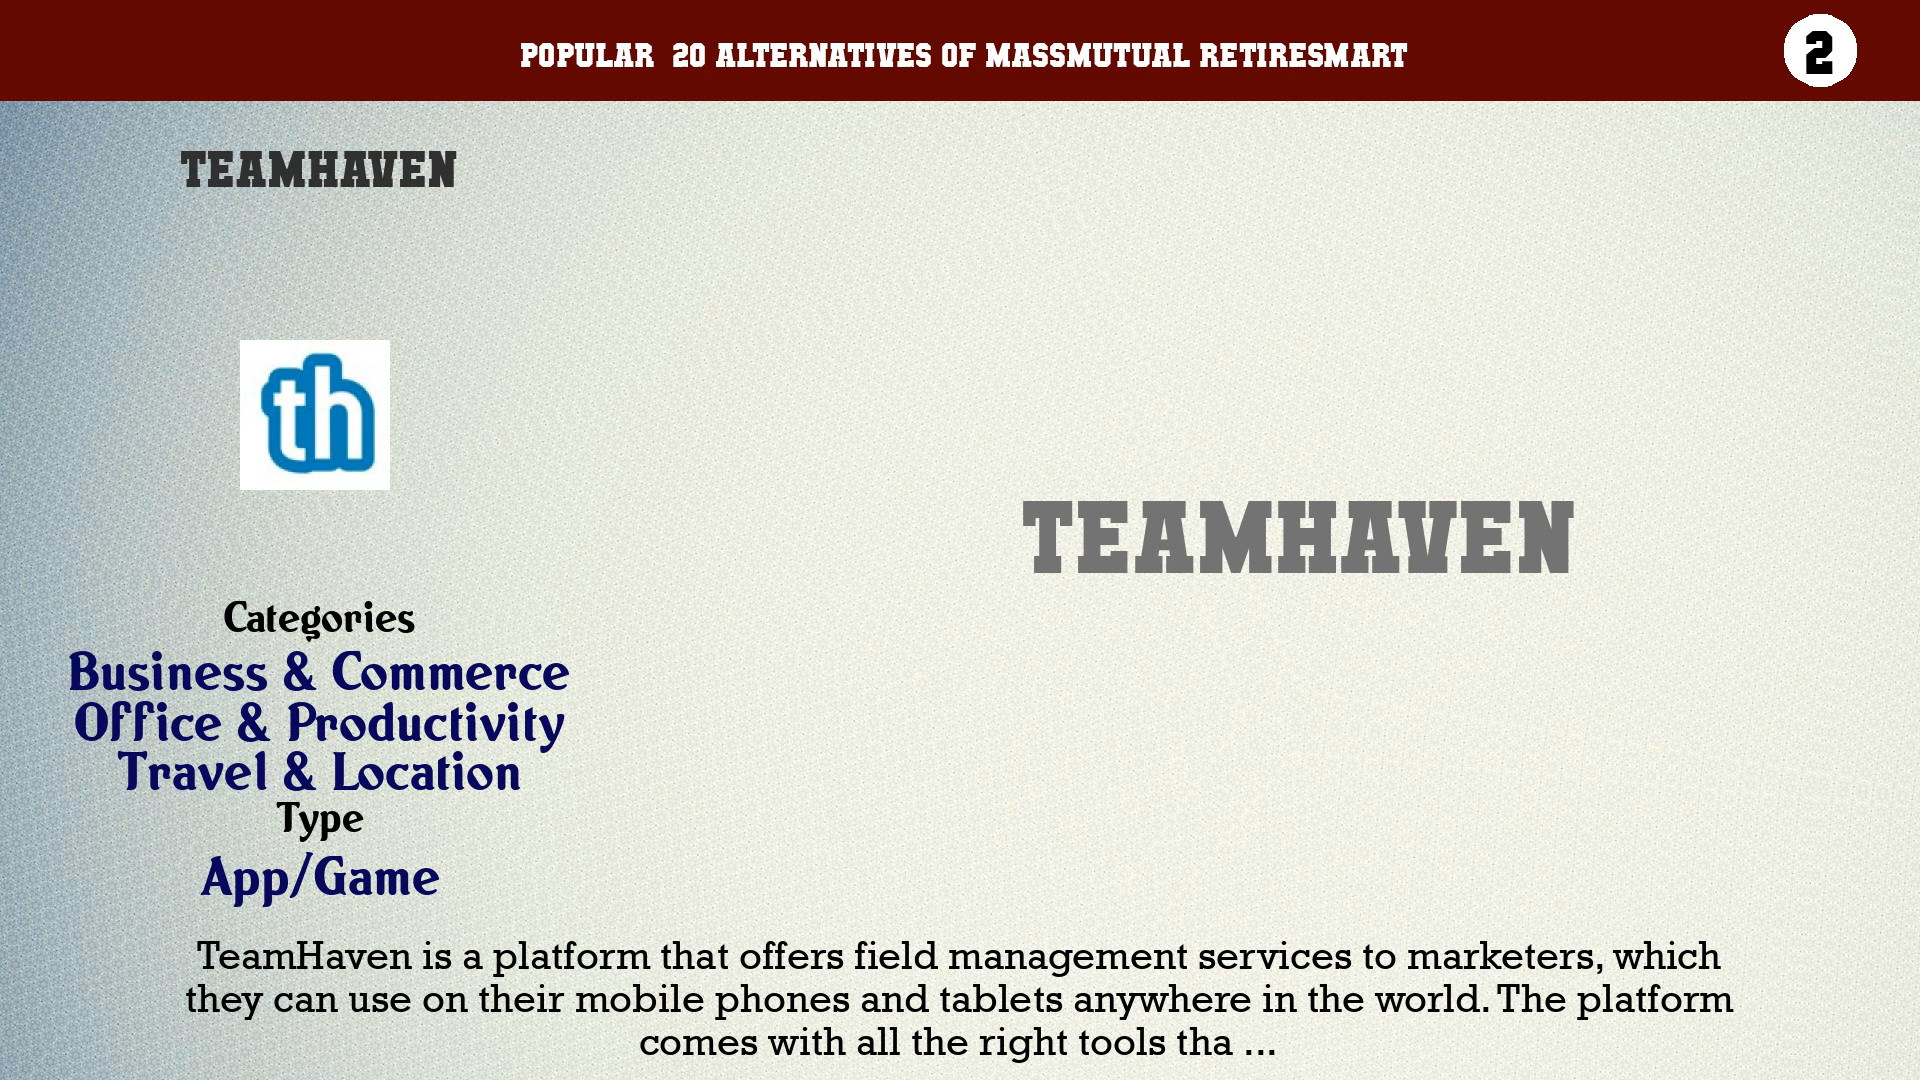 POPULAR 20 ALTERNATIVES OF MASSMUTUAL RETIRESMART
2
TEAMHAVEN
th
TEAMHAVEN
Categories
Business & Commerce
Office & Productivity
Travel & Location
Type
App/Game
TeamHaven is a platform that offers field management services to marketers, which
they can use on their mobile phones and tablets anywhere in the world. The platform
comes with all the right tools tha ...